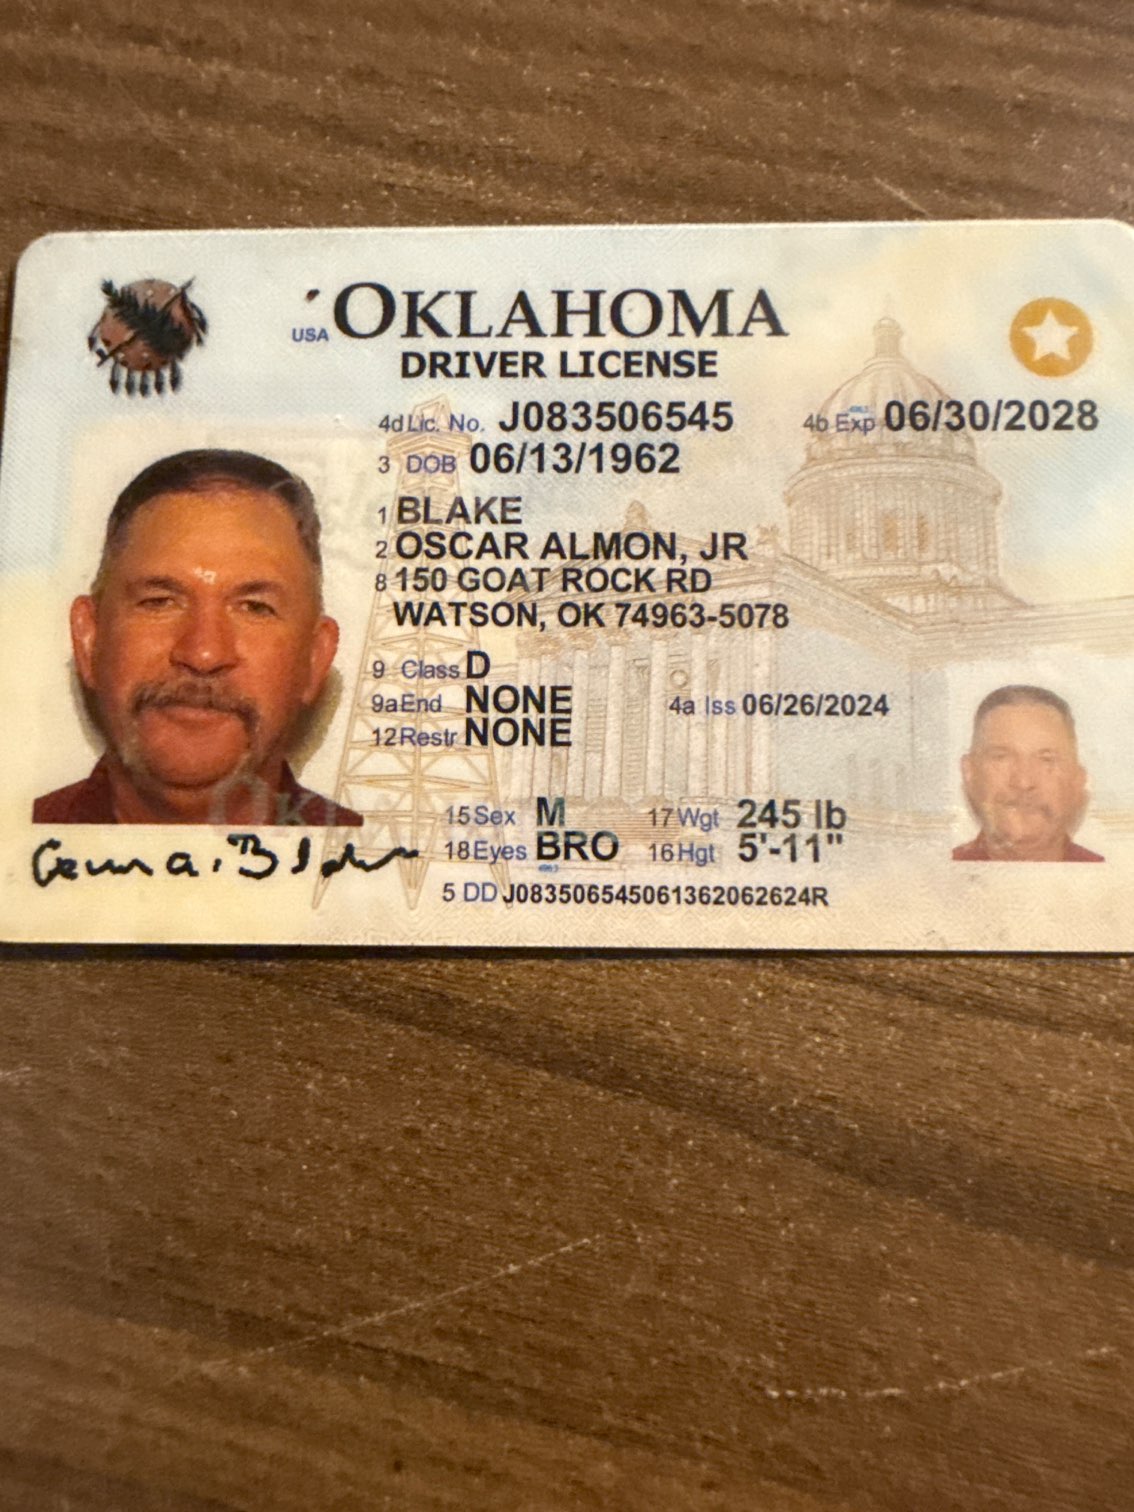 OKLAHOMA
USA
DRIVER LICENSE
4d Lic. No. J083506545 4b Exp 06/30/2028
3 DOB 06/13/1962
1 BLAKE
2 OSCAR ALMON, JR
8 150 GOAT ROCK RD
WATSON, OK 74963-5078
9 Class D
9a End NONE 4a Iss 06/26/2024
12 Restr NONE
15 Sex M 17 Wgt 245 lb
18 Eyes BRO 16 Hgt 5'-11"
5 DD J083506545061362062624R